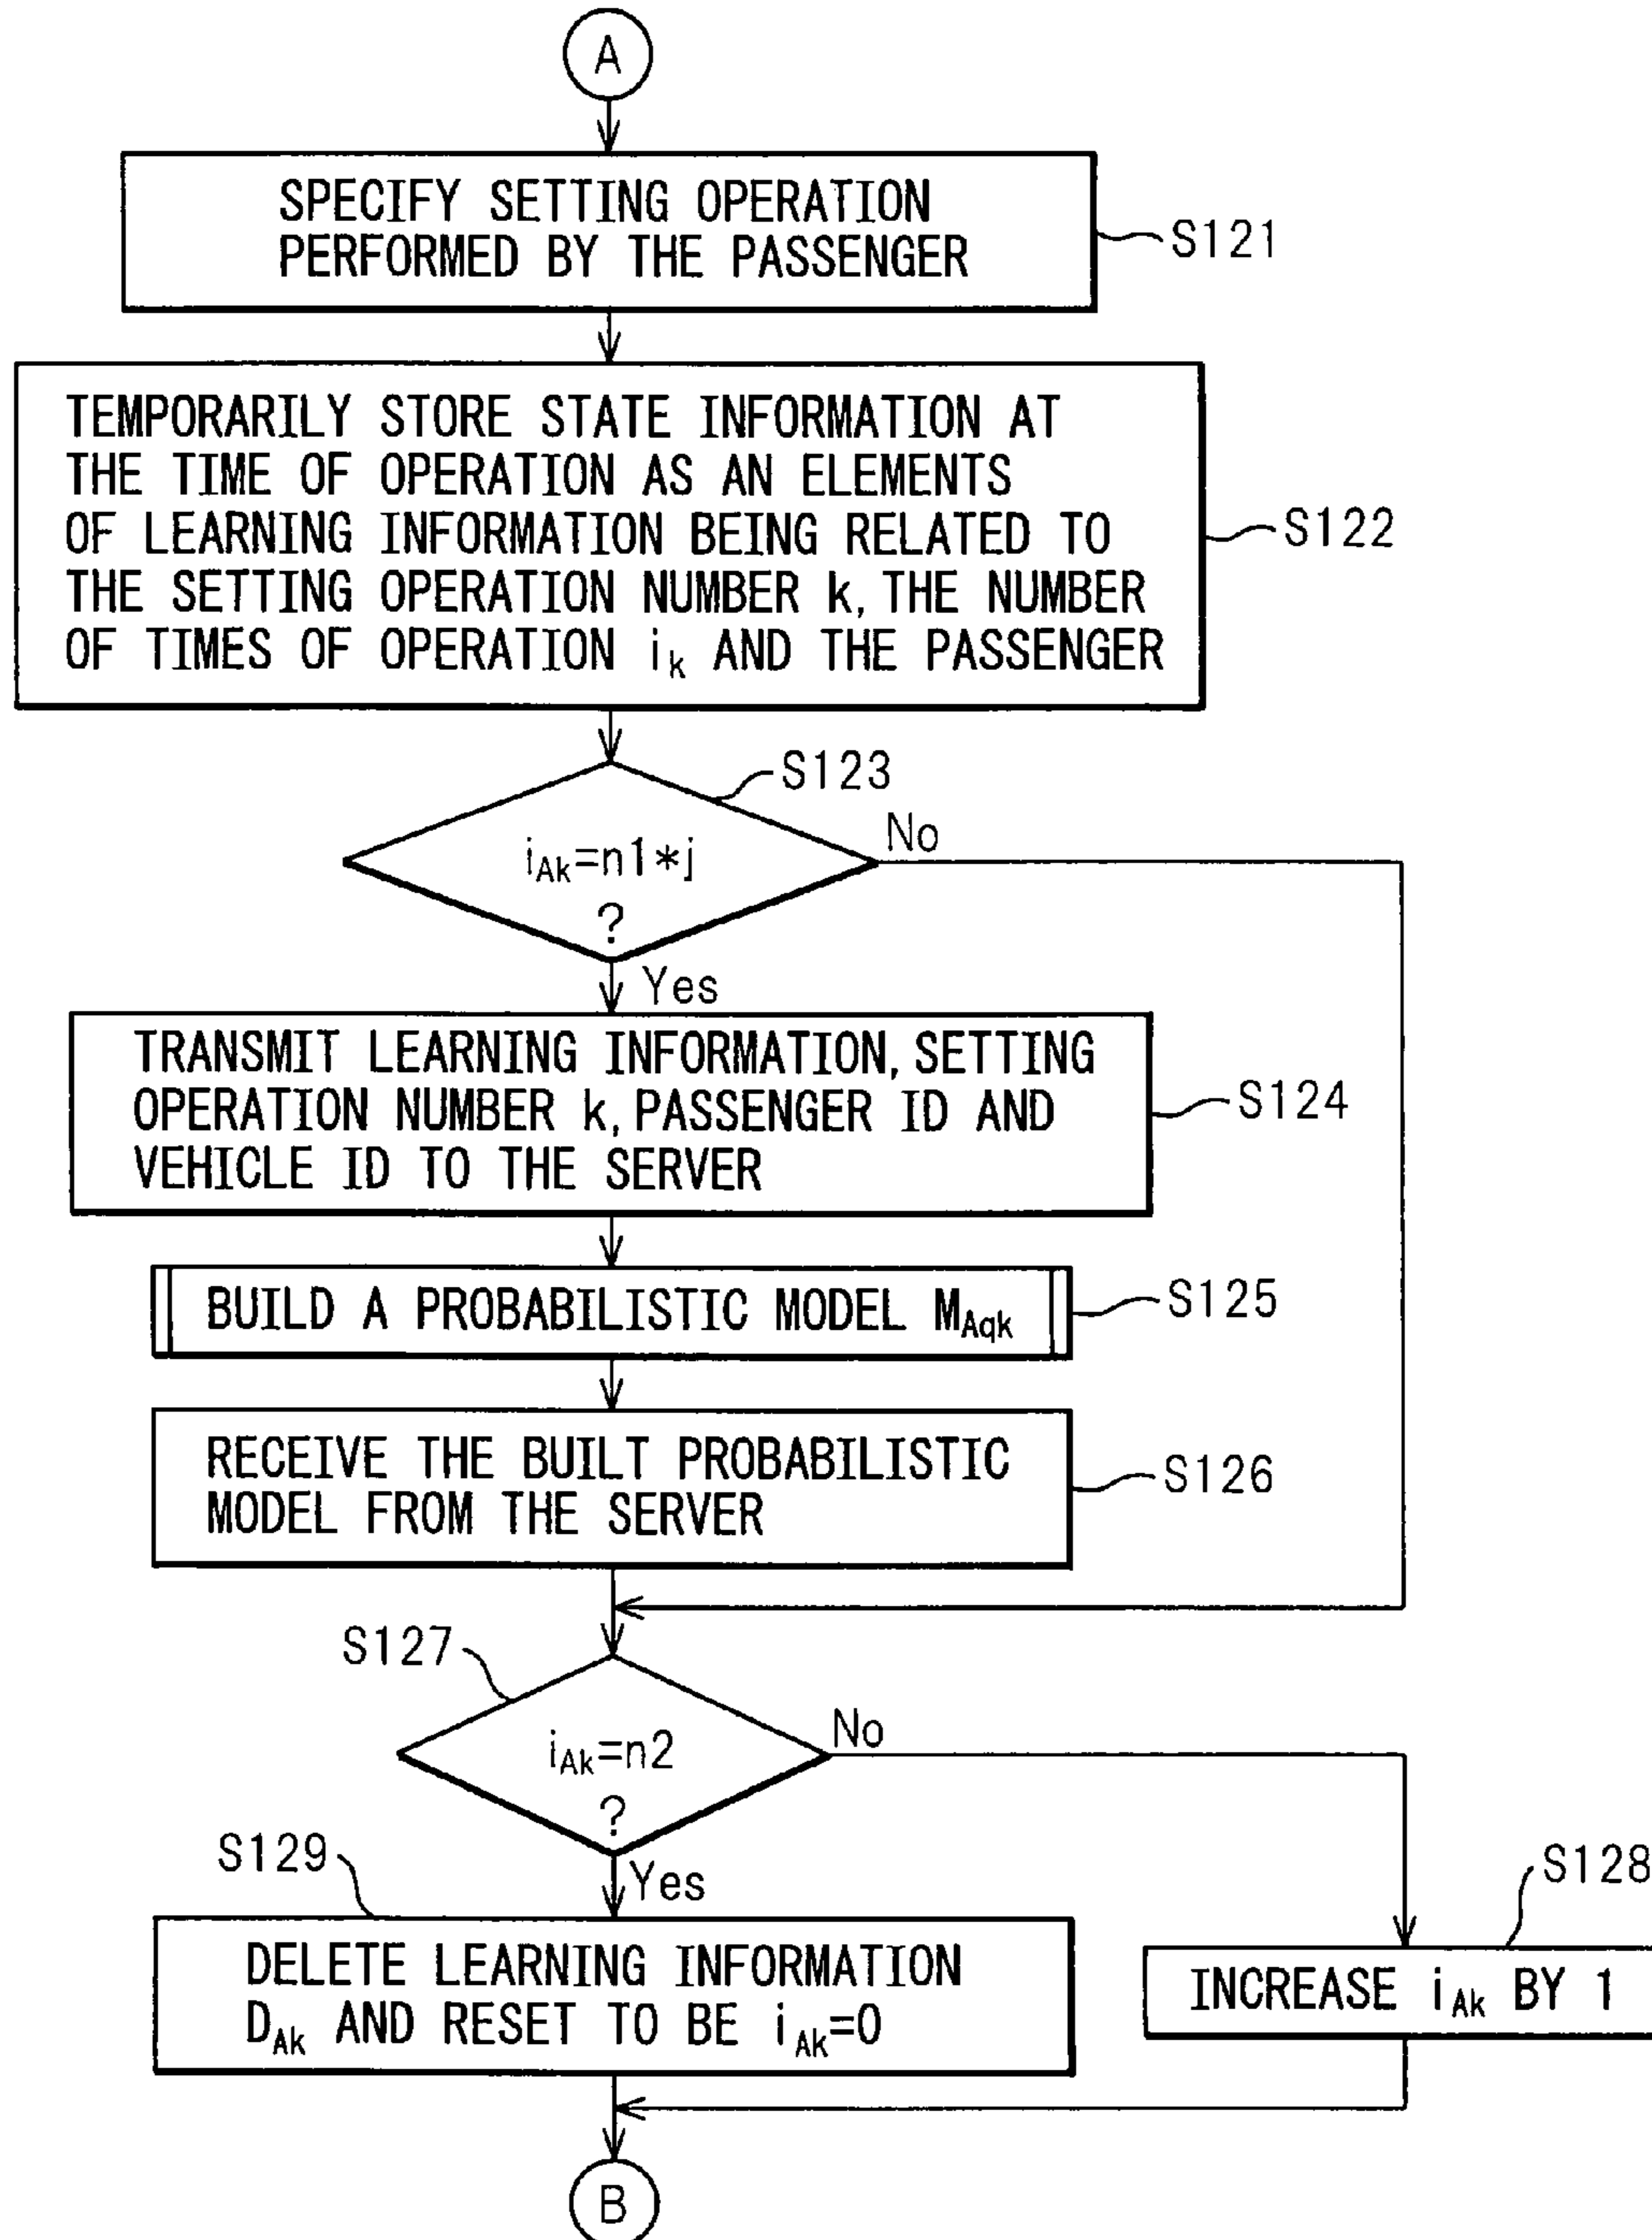 A
SPECIFY SETTING OPERATION
PERFORMED BY THE PASSENGER
S121
TEMPORARILY STORE STATE INFORMATION AT
THE TIME OF OPERATION AS AN ELEMENTS
OF LEARNING INFORMATION BEING RELATED TO
THE SETTING OPERATION NUMBER k, THE NUMBER
OF TIMES OF OPERATION ik AND THE PASSENGER
S122
S123
iAk=n1*j
?
No
Yes
TRANSMIT LEARNING INFORMATION, SETTING
OPERATION NUMBER k, PASSENGER ID AND
VEHICLE ID TO THE SERVER
S124
BUILD A PROBABILISTIC MODEL MAqk
S125
RECEIVE THE BUILT PROBABILISTIC
MODEL FROM THE SERVER
S126
S127
iAk=n2
?
No
Yes
S129
DELETE LEARNING INFORMATION
DAk AND RESET TO BE iAk=0
S128
INCREASE iAk BY 1
B